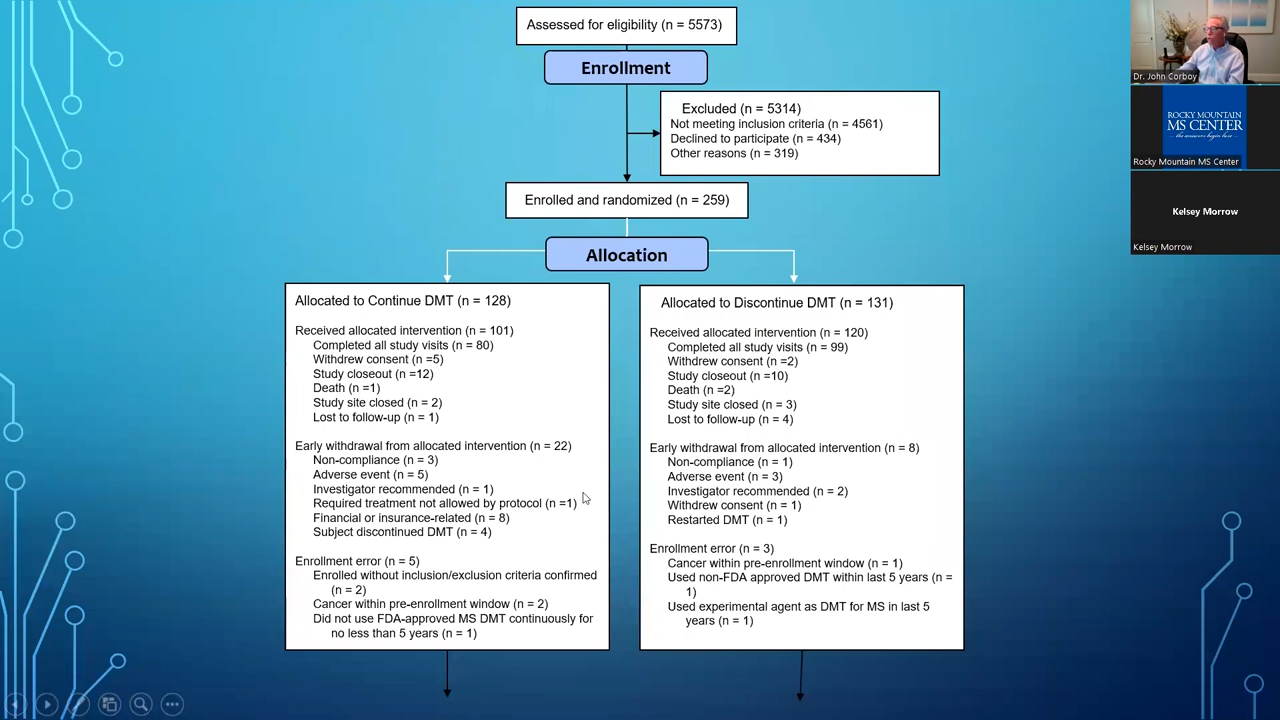 Assessed for eligibility (n = 5573)
Enrollment
Excluded (n = 5314)
Not meeting inclusion criteria (n = 4561)
Declined to participate (n = 434)
Other reasons (n = 319)
Enrolled and randomized (n = 259)
Allocation
Allocated to Continue DMT (n = 128)
Received allocated intervention (n = 101)
Completed all study visits (n = 80)
Withdrew consent (n =5)
Study closeout (n =12)
Death (n =1)
Study site closed (n = 2)
Lost to follow-up (n = 1)
Early withdrawal from allocated intervention (n = 22)
Non-compliance (n = 3)
Adverse event (n = 5)
Investigator recommended (n = 1)
Required treatment not allowed by protocol (n =1)
Financial or insurance-related (n = 8)
Subject discontinued DMT (n = 4)
Enrollment error (n = 5)
Enrolled without inclusion/exclusion criteria confirmed
(n = 2)
Cancer within pre-enrollment window (n = 2)
Did not use FDA-approved MS DMT continuously for
no less than 5 years (n = 1)
Allocated to Discontinue DMT (n = 131)
Received allocated intervention (n = 120)
Completed all study visits (n = 99)
Withdrew consent (n =2)
Study closeout (n =10)
Death (n =2)
Study site closed (n = 3)
Lost to follow-up (n = 4)
Early withdrawal from allocated intervention (n = 8)
Non-compliance (n = 1)
Adverse event (n = 3)
Investigator recommended (n = 2)
Withdrew consent (n = 1)
Restarted DMT (n = 1)
Enrollment error (n = 3)
Cancer within pre-enrollment window (n = 1)
Used non-FDA approved DMT within last 5 years (n =
1)
Used experimental agent as DMT for MS in last 5
years (n = 1)
Dr. John Corboy
ROCKY MOUNTAIN
MS CENTER
the answers begin here
Rocky Mountain MS Center
Kelsey Morrow
Kelsey Morrow